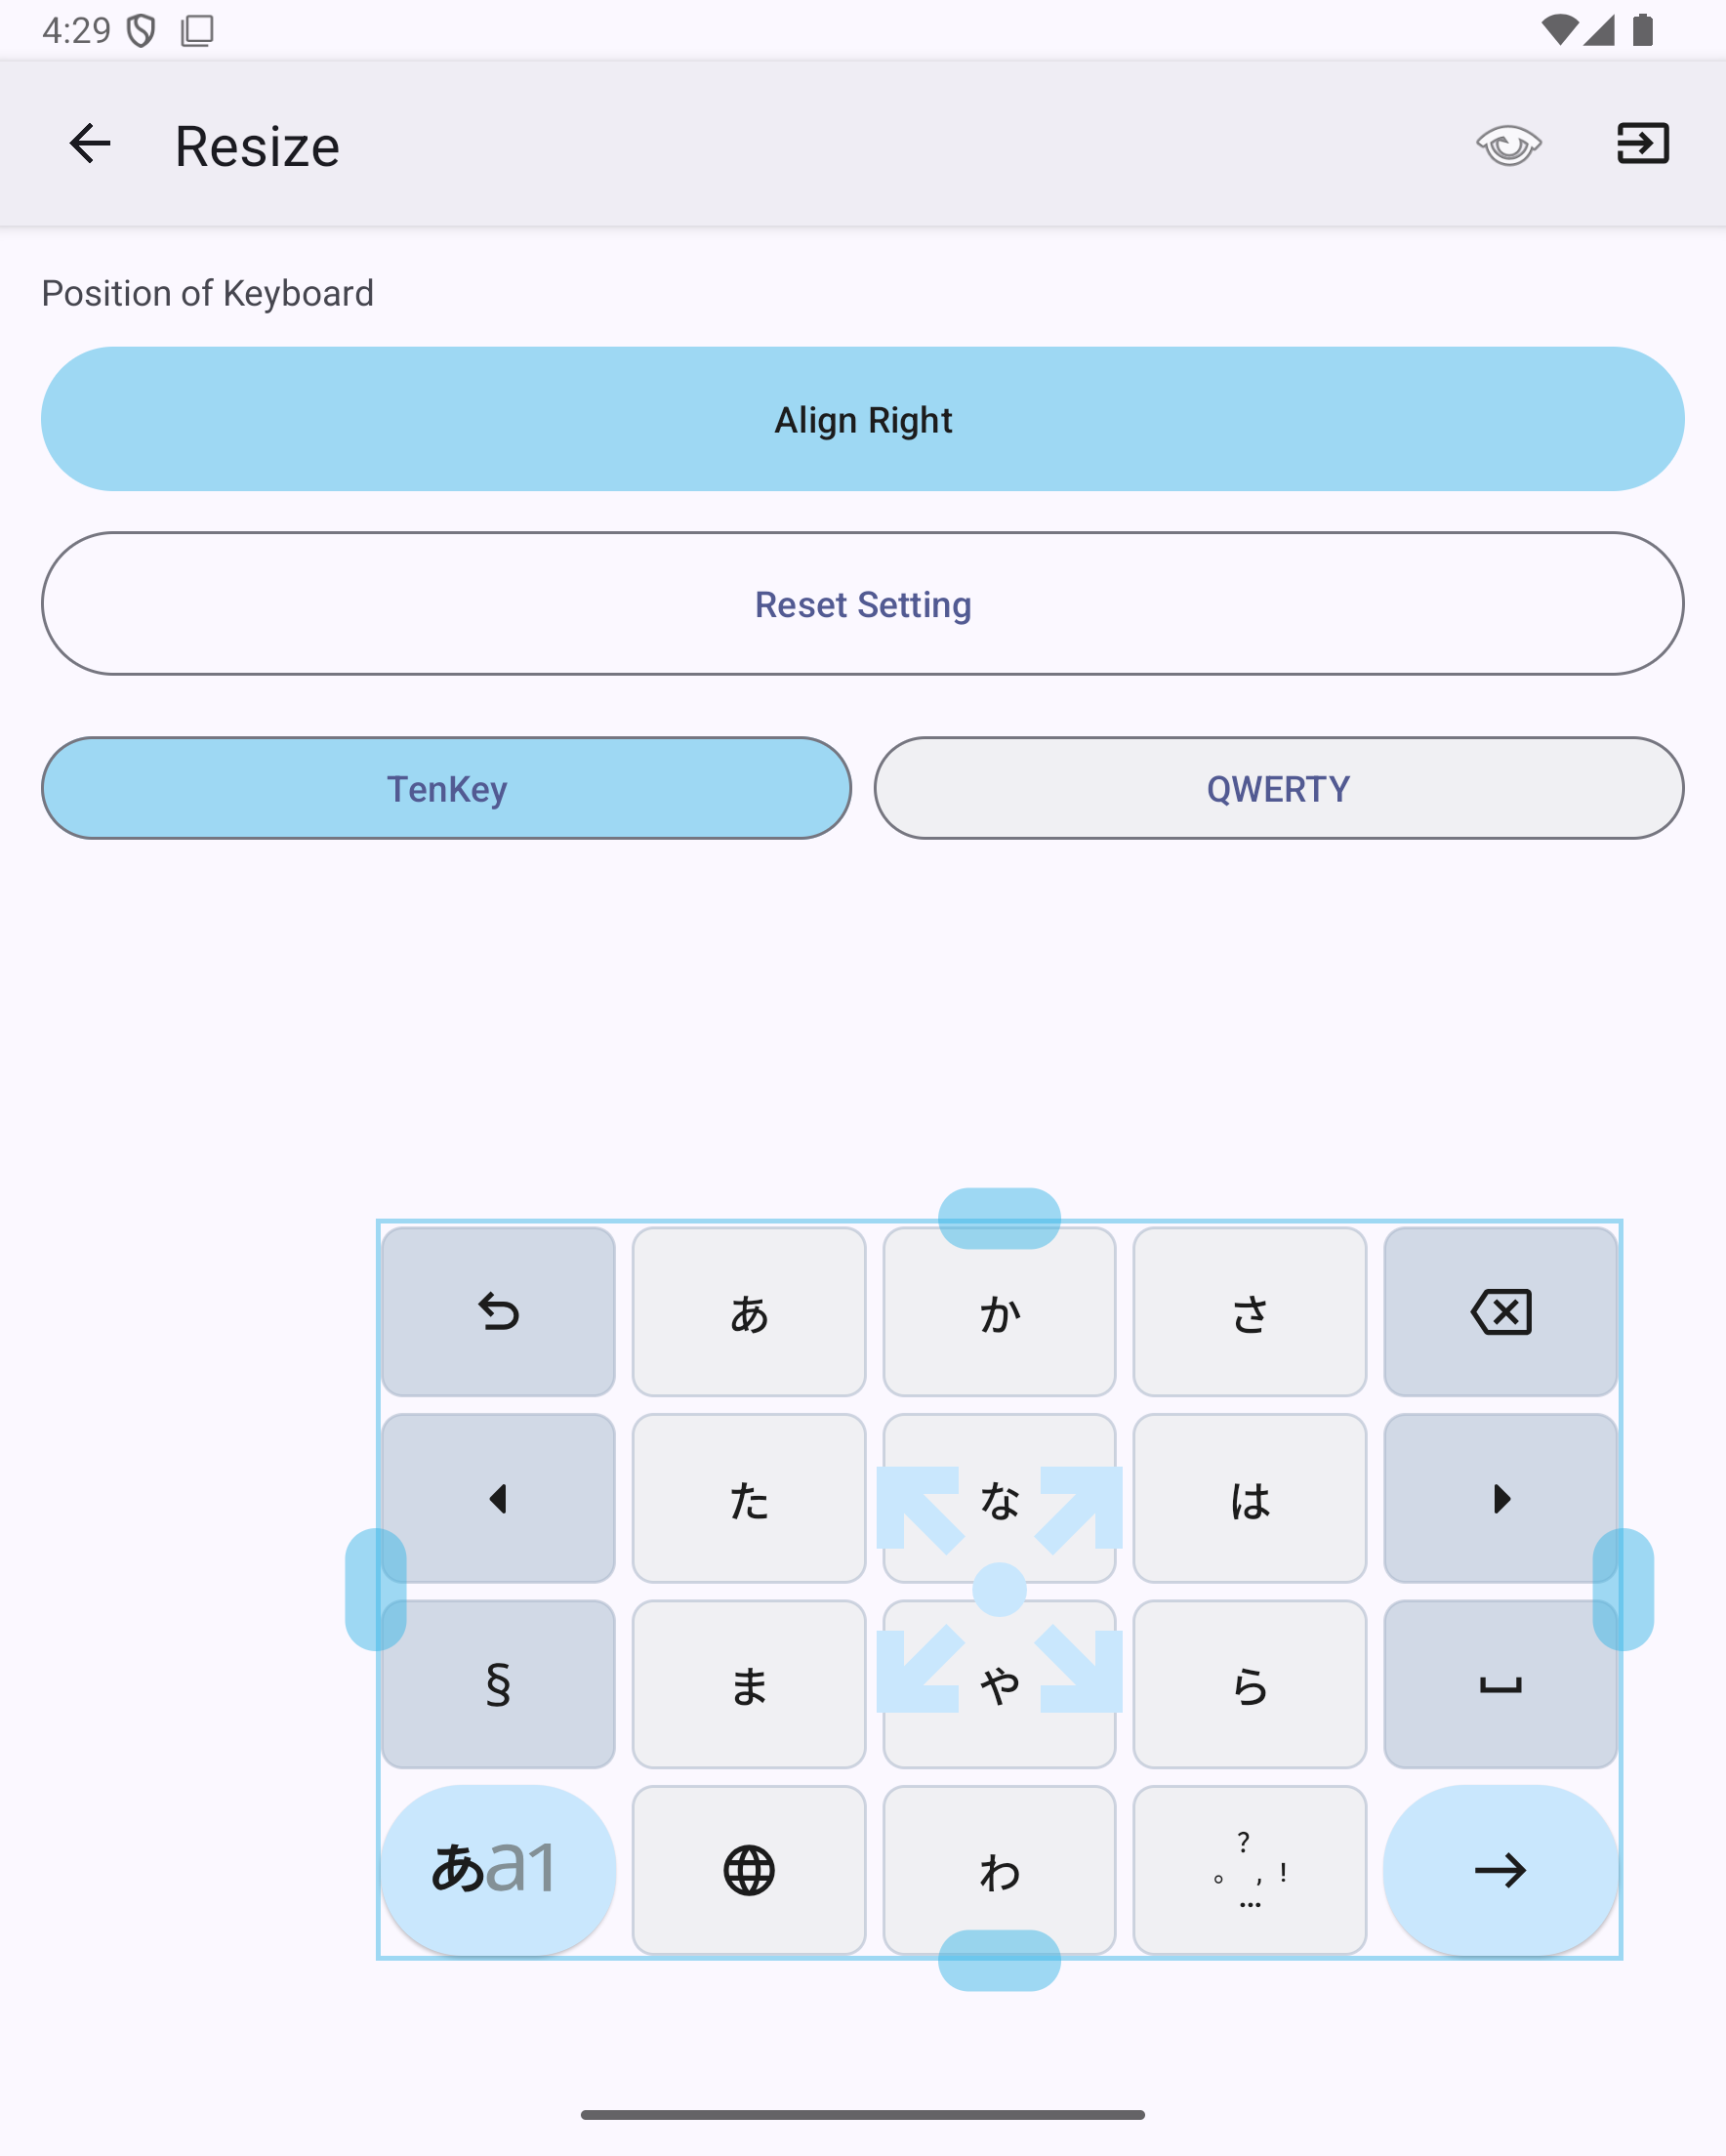 4:29
Resize
Position of Keyboard
Align Right
Reset Setting
TenKey QWERTY
あ か さ
た な は
§ ま や ら
あa1 わ 。?,!…